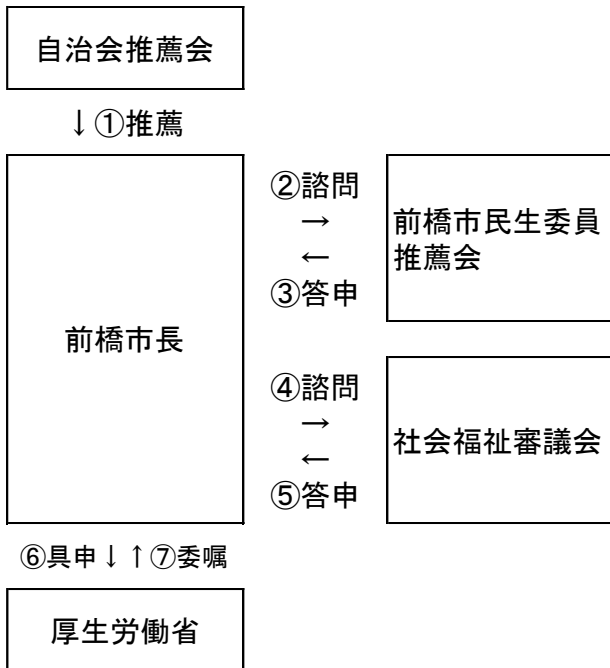 自治会推薦会
↓①推薦
②諮問
→
←
③答申
前橋市民生委員
推薦会
前橋市長
④諮問
→
←
⑤答申
社会福祉審議会
⑥具申↓↑⑦委嘱
厚生労働省